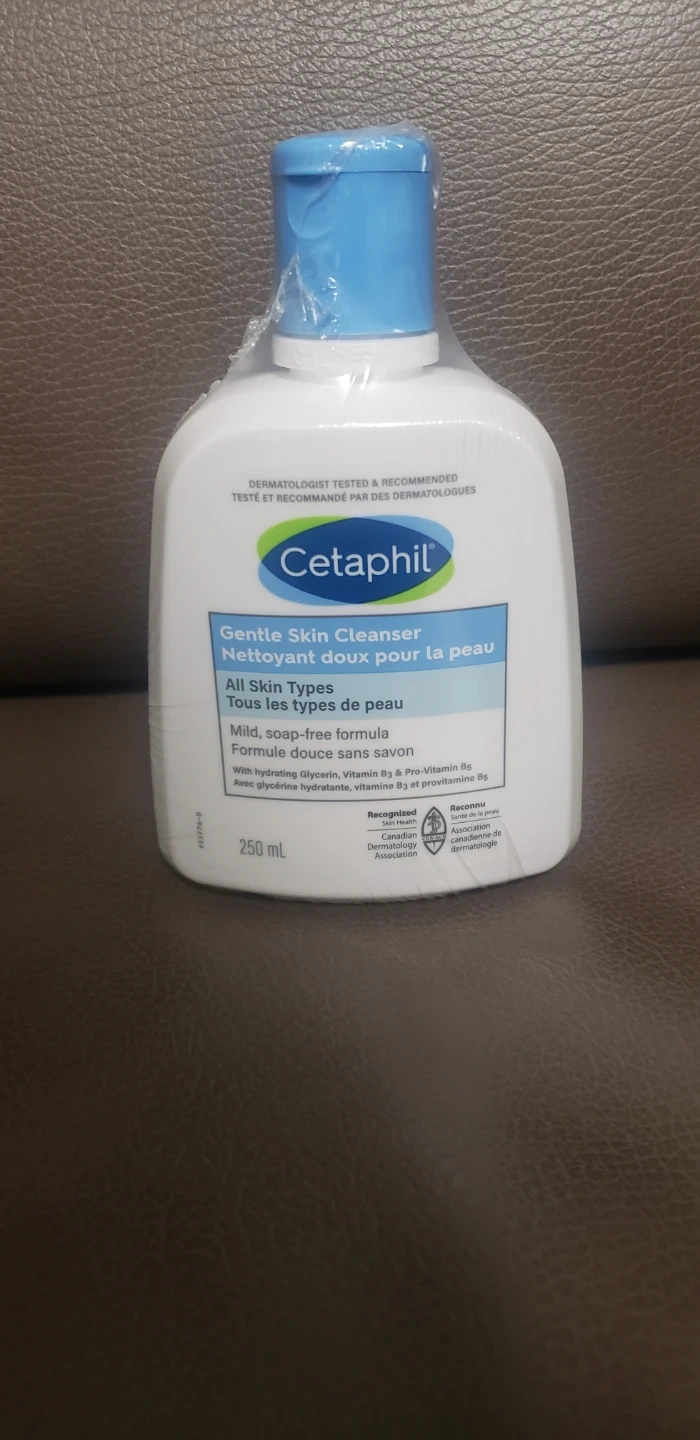 DERMATOLOGIST TESTED & RECOMMENDED
TESTÉ ET RECOMMANDÉ PAR DES DERMATOLOGUES
Cetaphil®
Gentle Skin Cleanser
Nettoyant doux pour la peau
All Skin Types
Tous les types de peau
Mild, soap-free formula
Formule douce sans savon
With hydrating Glycerin, Vitamin B3 & Pro-Vitamin B5
Avec glycérine hydratante, vitamine B3 et provitamine B5
250 mL
Recognized
Skin Health
Canadian
Dermatology
Association
Reconnu
Santé de la peau
Association
canadienne de
dermatologie